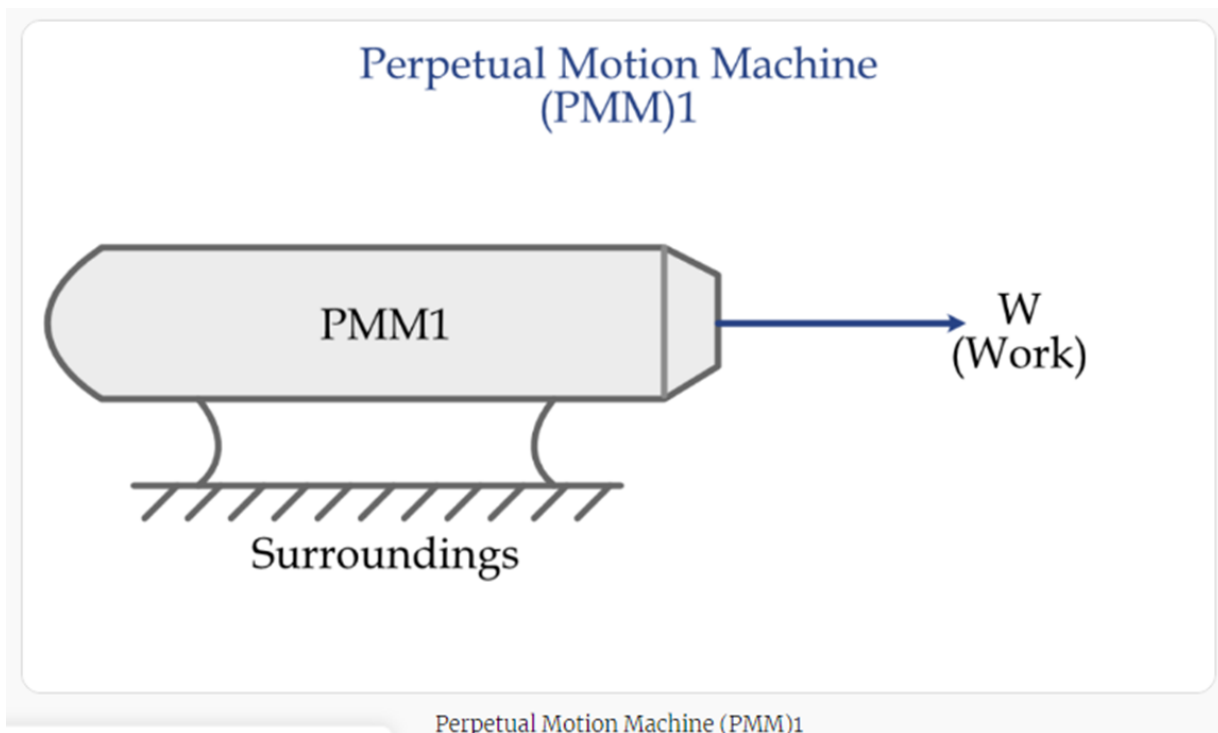 Perpetual Motion Machine
(PMM)1
PMM1
W
(Work)
Surroundings
Perpetual Motion Machine (PMM)1